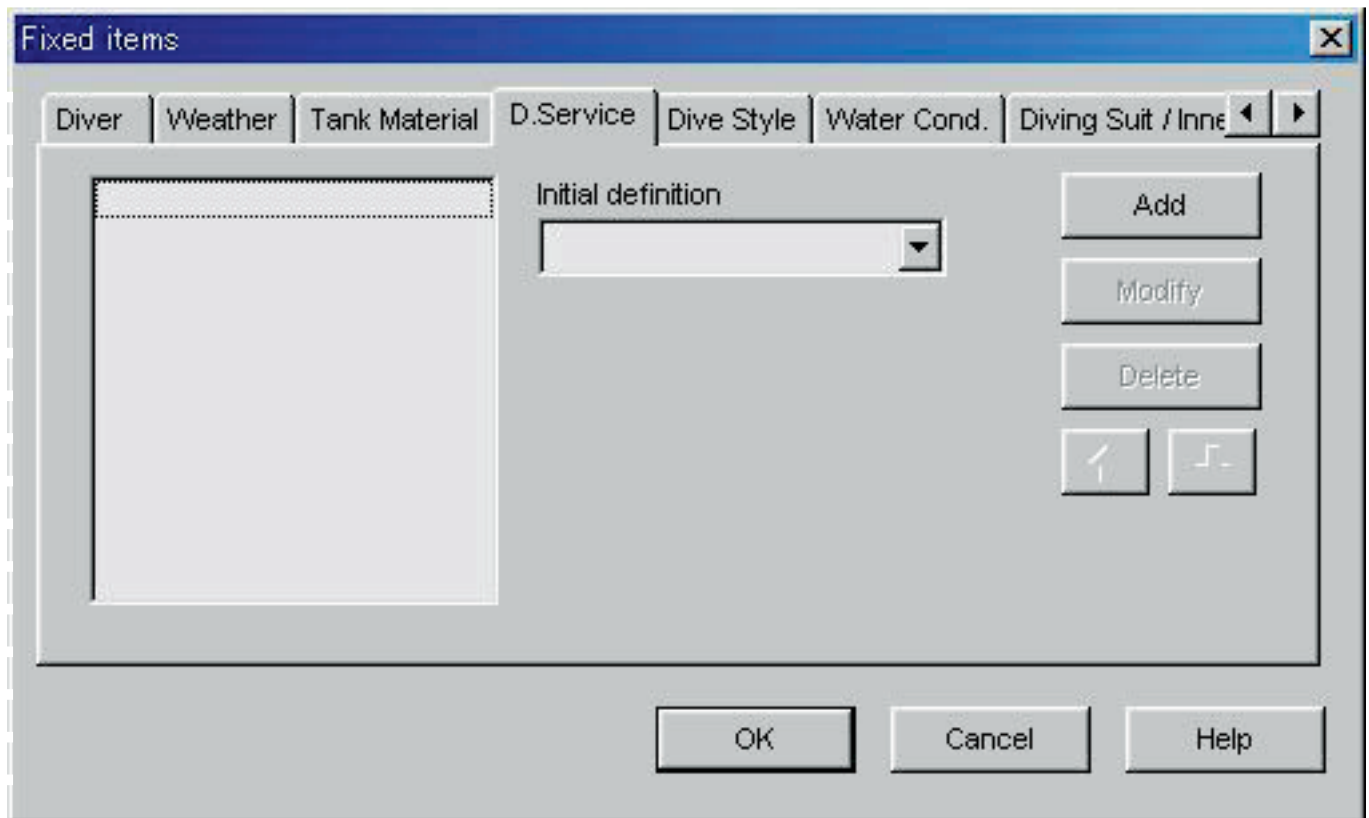 Fixed items
Diver Weather Tank Material D.Service Dive Style Water Cond. Diving Suit / Inne
Initial definition
Add
Modify
Delete
OK Cancel Help